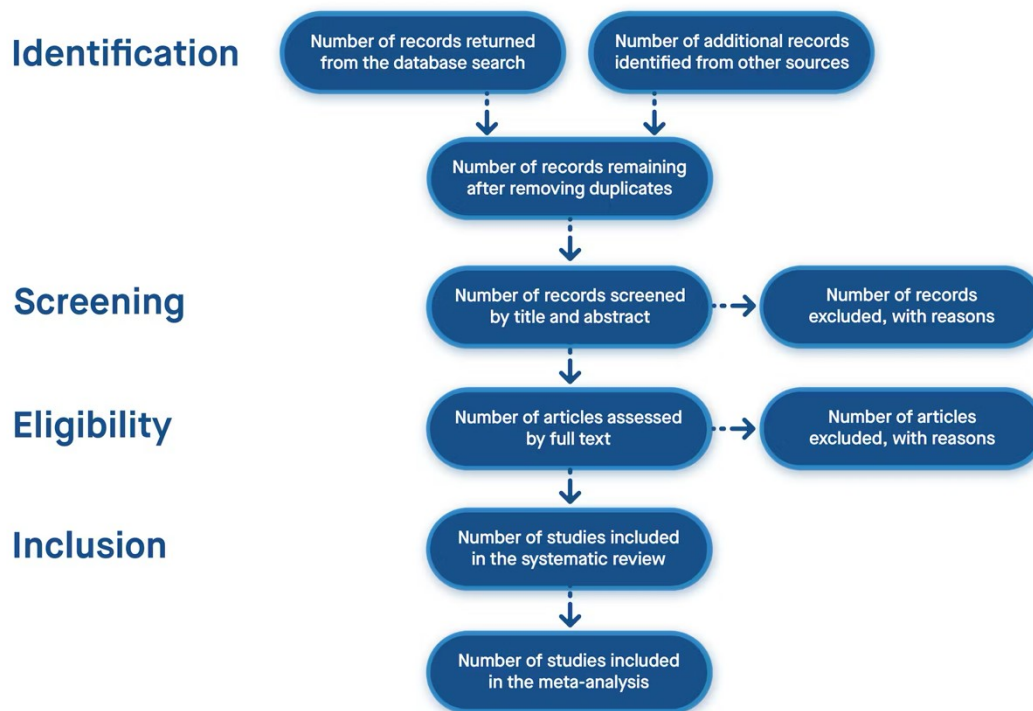 Identification
Number of records returned
from the database search
Number of additional records
identified from other sources
Number of records remaining
after removing duplicates
Screening
Number of records screened
by title and abstract
Number of records
excluded, with reasons
Eligibility
Number of articles assessed
by full text
Number of articles
excluded, with reasons
Inclusion
Number of studies included
in the systematic review
Number of studies included
in the meta-analysis